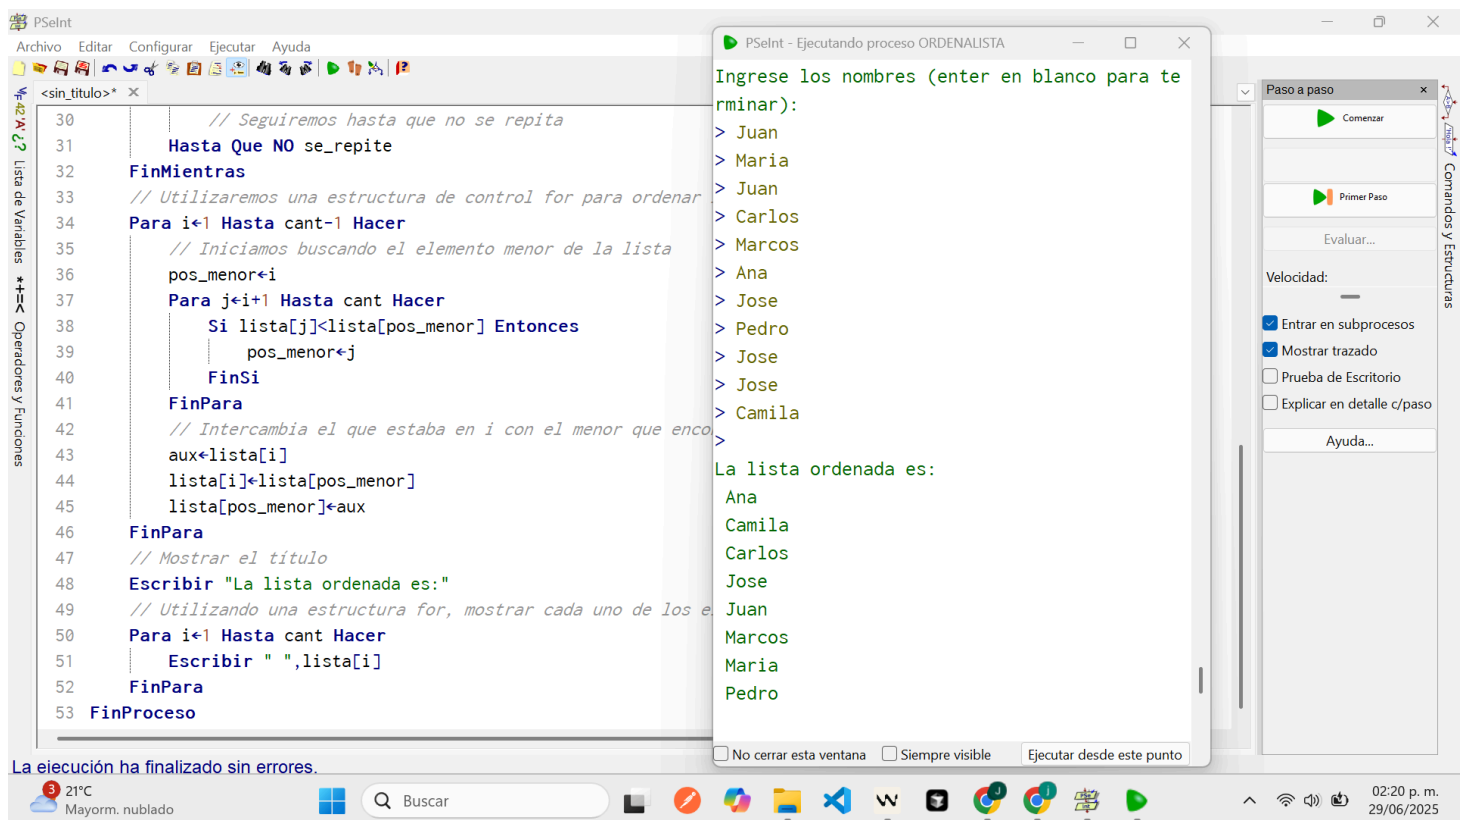 PSeInt
Archivo Editar Configurar Ejecutar Ayuda
<sin_titulo>* ×
42 'A' ¿? Lista de Variables
*+=< Operadores y Funciones
30 // Seguiremos hasta que no se repita
31 Hasta Que NO se_repite
32 FinMientras
33 // Utilizaremos una estructura de control for para ordenar
34 Para i←1 Hasta cant-1 Hacer
35 // Iniciamos buscando el elemento menor de la lista
36 pos_menor←i
37 Para j←i+1 Hasta cant Hacer
38 Si lista[j]<lista[pos_menor] Entonces
39 pos_menor←j
40 FinSi
41 FinPara
42 // Intercambia el que estaba en i con el menor que enco
43 aux←lista[i]
44 lista[i]←lista[pos_menor]
45 lista[pos_menor]←aux
46 FinPara
47 // Mostrar el título
48 Escribir "La lista ordenada es:"
49 // Utilizando una estructura for, mostrar cada uno de los e
50 Para i←1 Hasta cant Hacer
51 Escribir " ",lista[i]
52 FinPara
53 FinProceso
La ejecución ha finalizado sin errores.
PSeInt - Ejecutando proceso ORDENALISTA
Ingrese los nombres (enter en blanco para te
rminar):
> Juan
> Maria
> Juan
> Carlos
> Marcos
> Ana
> Jose
> Pedro
> Jose
> Jose
> Camila
>
La lista ordenada es:
Ana
Camila
Carlos
Jose
Juan
Marcos
Maria
Pedro
No cerrar esta ventana Siempre visible Ejecutar desde este punto
Paso a paso ×
Comenzar
Primer Paso
Evaluar...
Velocidad:
Entrar en subprocesos
Mostrar trazado
Prueba de Escritorio
Explicar en detalle c/paso
Ayuda...
Comandos y Estructuras
3
21°C
Mayorm. nublado
Buscar
02:20 p. m.
29/06/2025